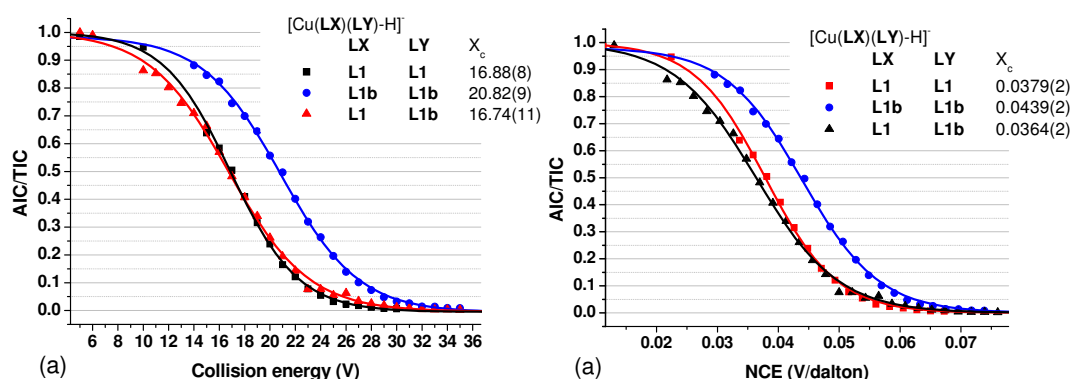 (a)
[Cu(LX)(LY)-H]⁻
LX LY Xc
L1 L1 16.88(8)
L1b L1b 20.82(9)
L1 L1b 16.74(11)
AIC/TIC
1.0
0.9
0.8
0.7
0.6
0.5
0.4
0.3
0.2
0.1
0.0
6 10 14 18 20 22 24 26 28 30 32 34 36
Collision energy (V)
(a)
[Cu(LX)(LY)-H]⁻
LX LY Xc
L1 L1 0.0379(2)
L1b L1b 0.0439(2)
L1 L1b 0.0364(2)
AIC/TIC
1.0
0.9
0.8
0.7
0.6
0.5
0.4
0.3
0.2
0.1
0.0
0.02 0.03 0.04 0.05 0.06 0.07
NCE (V/dalton)
(a)